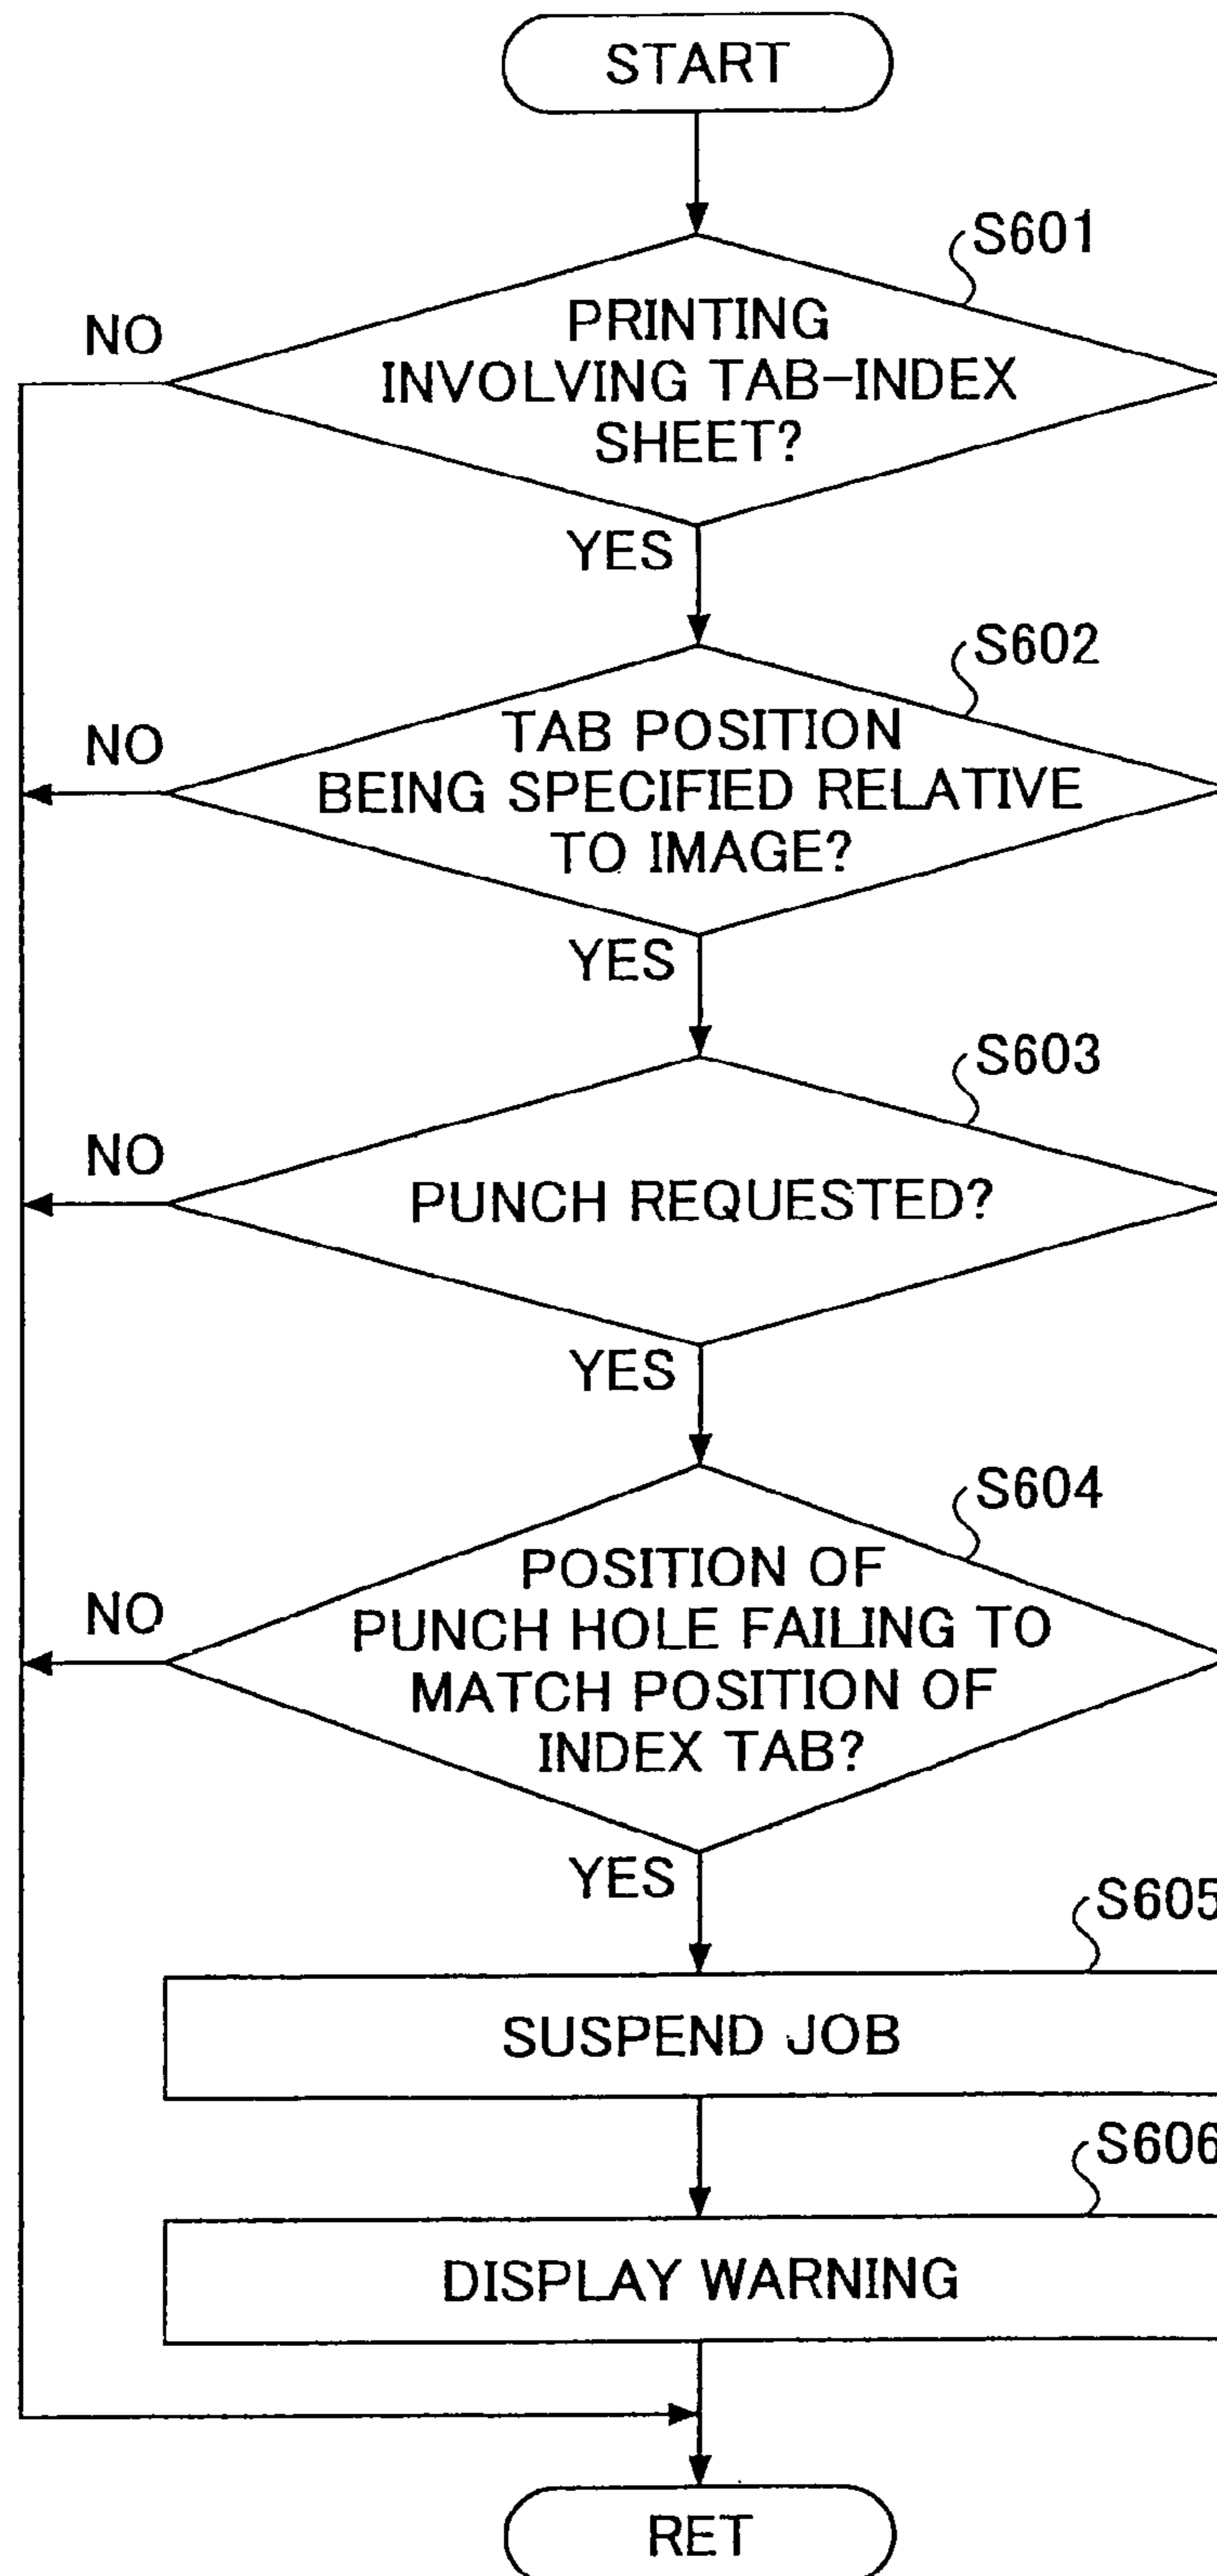 START
S601
PRINTING
INVOLVING TAB-INDEX
SHEET?
NO
YES
S602
TAB POSITION
BEING SPECIFIED RELATIVE
TO IMAGE?
NO
YES
S603
PUNCH REQUESTED?
NO
YES
S604
POSITION OF
PUNCH HOLE FAILING TO
MATCH POSITION OF
INDEX TAB?
NO
YES
S605
SUSPEND JOB
S606
DISPLAY WARNING
RET